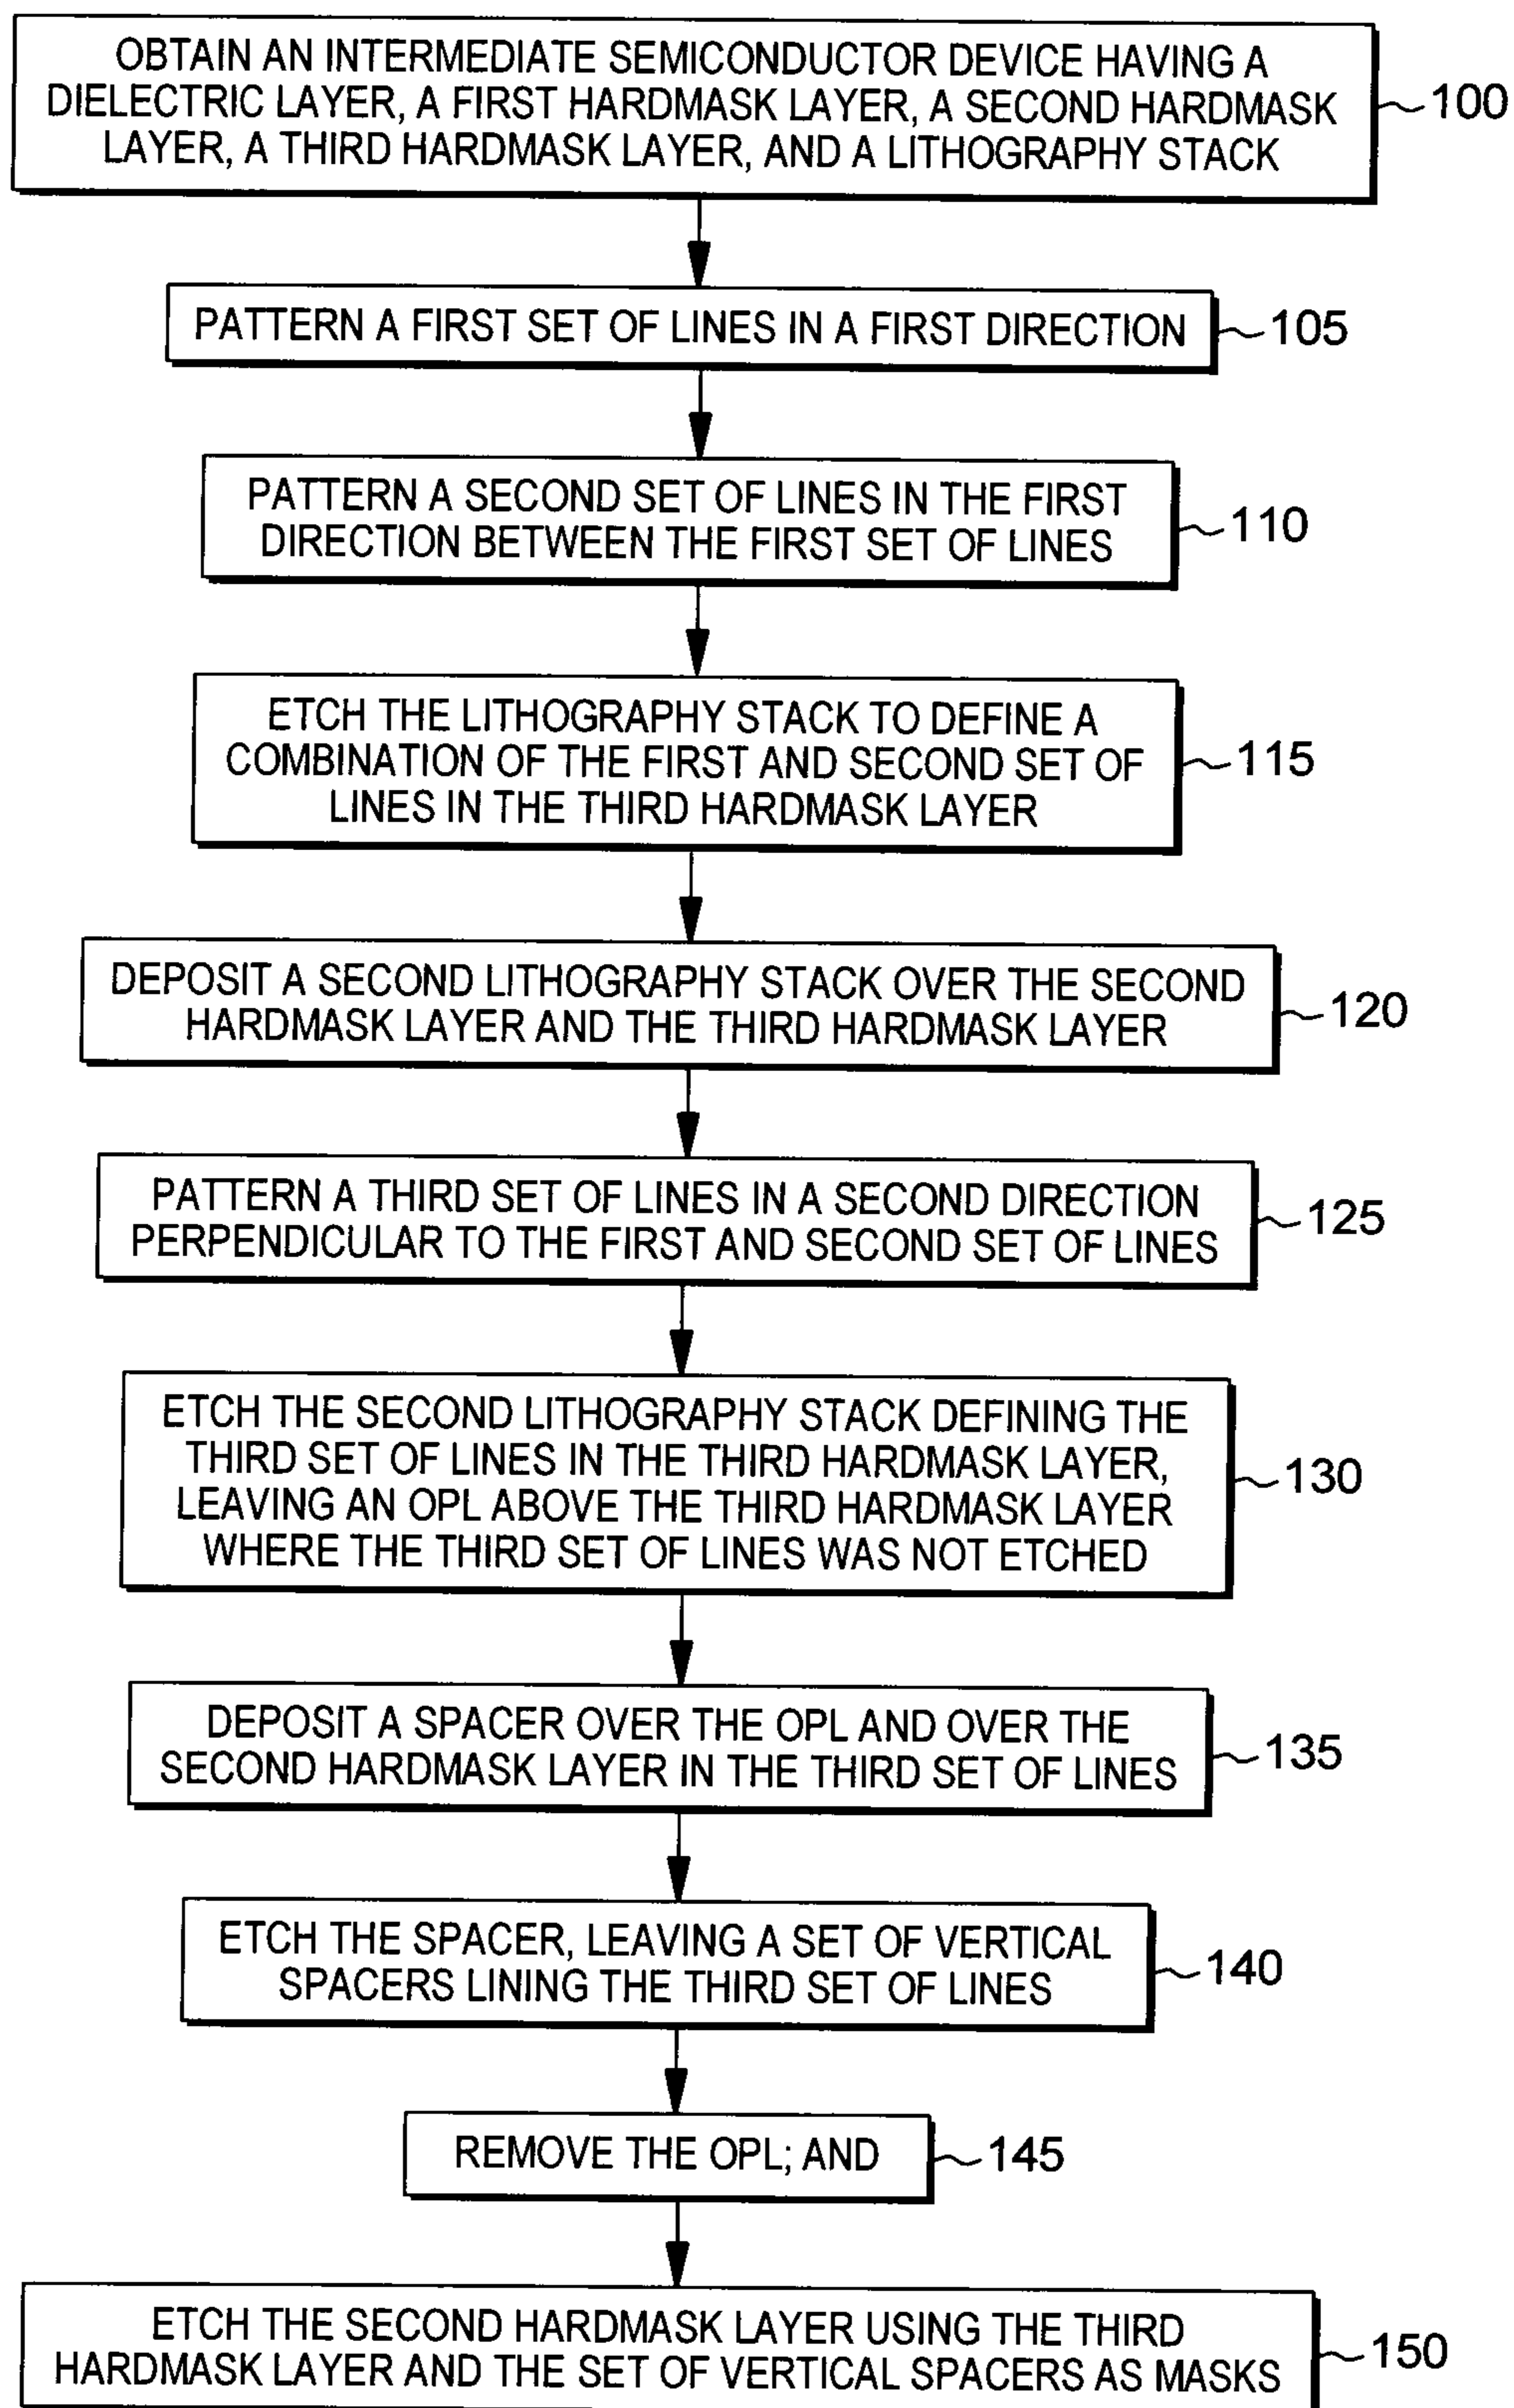 OBTAIN AN INTERMEDIATE SEMICONDUCTOR DEVICE HAVING A
DIELECTRIC LAYER, A FIRST HARDMASK LAYER, A SECOND HARDMASK
LAYER, A THIRD HARDMASK LAYER, AND A LITHOGRAPHY STACK
100
PATTERN A FIRST SET OF LINES IN A FIRST DIRECTION
105
PATTERN A SECOND SET OF LINES IN THE FIRST
DIRECTION BETWEEN THE FIRST SET OF LINES
110
ETCH THE LITHOGRAPHY STACK TO DEFINE A
COMBINATION OF THE FIRST AND SECOND SET OF
LINES IN THE THIRD HARDMASK LAYER
115
DEPOSIT A SECOND LITHOGRAPHY STACK OVER THE SECOND
HARDMASK LAYER AND THE THIRD HARDMASK LAYER
120
PATTERN A THIRD SET OF LINES IN A SECOND DIRECTION
PERPENDICULAR TO THE FIRST AND SECOND SET OF LINES
125
ETCH THE SECOND LITHOGRAPHY STACK DEFINING THE
THIRD SET OF LINES IN THE THIRD HARDMASK LAYER,
LEAVING AN OPL ABOVE THE THIRD HARDMASK LAYER
WHERE THE THIRD SET OF LINES WAS NOT ETCHED
130
DEPOSIT A SPACER OVER THE OPL AND OVER THE
SECOND HARDMASK LAYER IN THE THIRD SET OF LINES
135
ETCH THE SPACER, LEAVING A SET OF VERTICAL
SPACERS LINING THE THIRD SET OF LINES
140
REMOVE THE OPL; AND
145
ETCH THE SECOND HARDMASK LAYER USING THE THIRD
HARDMASK LAYER AND THE SET OF VERTICAL SPACERS AS MASKS
150